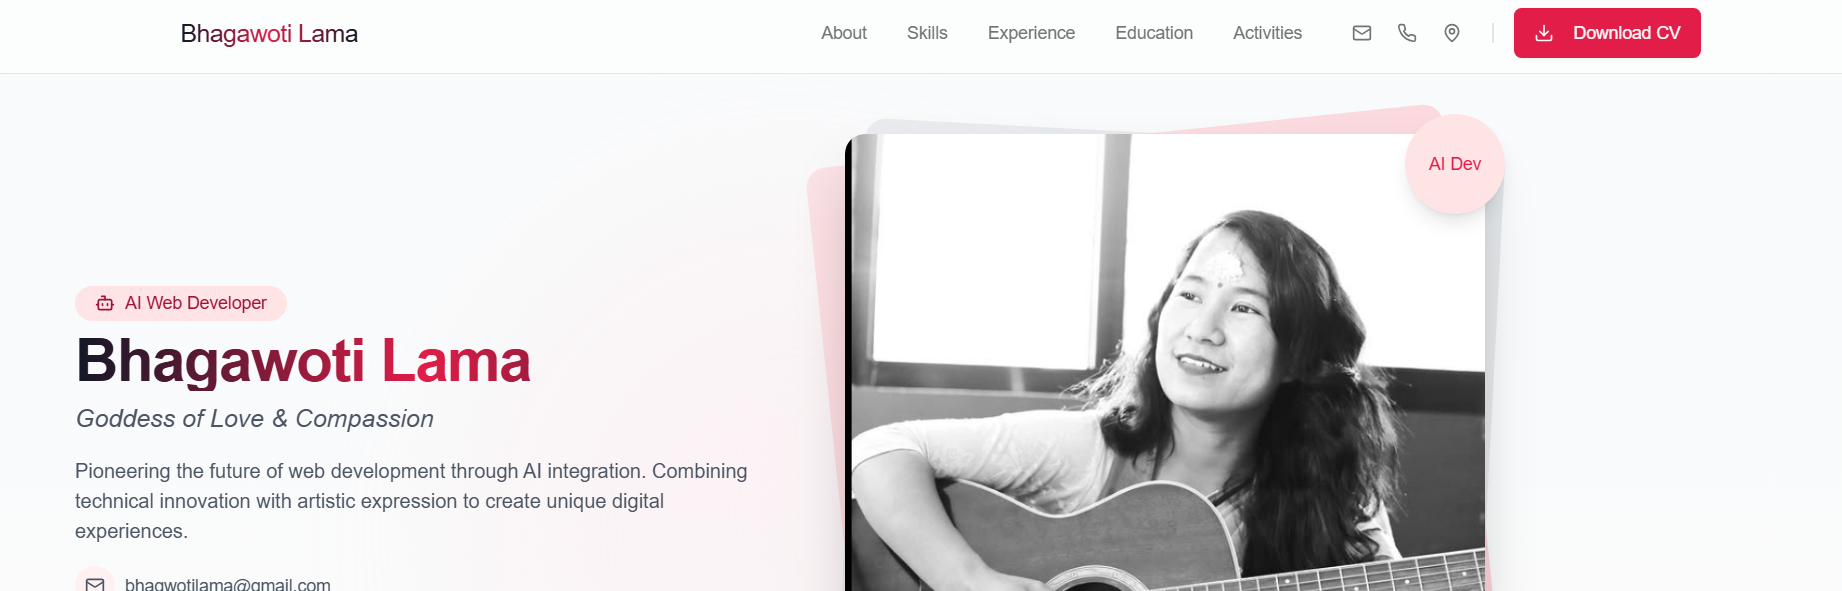 Bhagawoti Lama
About
Skills
Experience
Education
Activities
Download CV
AI Dev
AI Web Developer
Bhagawoti Lama
Goddess of Love & Compassion
Pioneering the future of web development through AI integration. Combining
technical innovation with artistic expression to create unique digital
experiences.
bhagwotilama@gmail.com